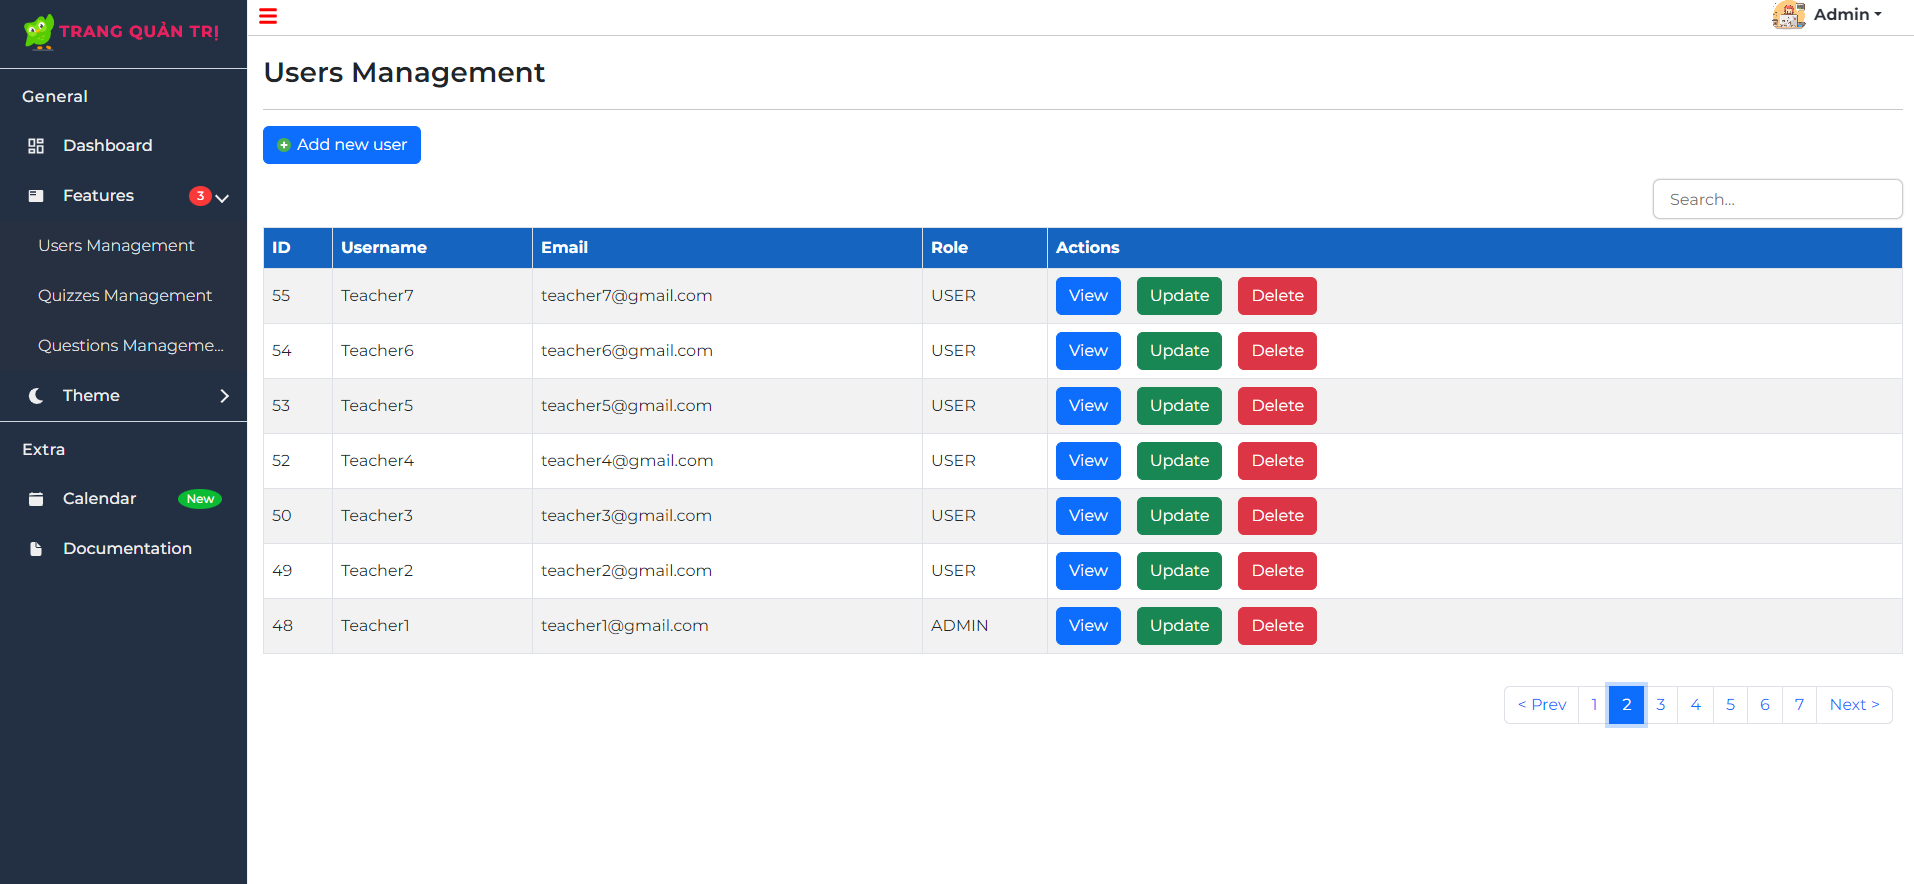 TRANG QUẢN TRỊ
Admin
General
Dashboard
Features 3
Users Management
Quizzes Management
Questions Manageme...
Theme
Extra
Calendar New
Documentation
Users Management
Add new user
Search...
ID Username Email Role Actions
55 Teacher7 teacher7@gmail.com USER View Update Delete
54 Teacher6 teacher6@gmail.com USER View Update Delete
53 Teacher5 teacher5@gmail.com USER View Update Delete
52 Teacher4 teacher4@gmail.com USER View Update Delete
50 Teacher3 teacher3@gmail.com USER View Update Delete
49 Teacher2 teacher2@gmail.com USER View Update Delete
48 Teacher1 teacher1@gmail.com ADMIN View Update Delete
< Prev 1 2 3 4 5 6 7 Next >